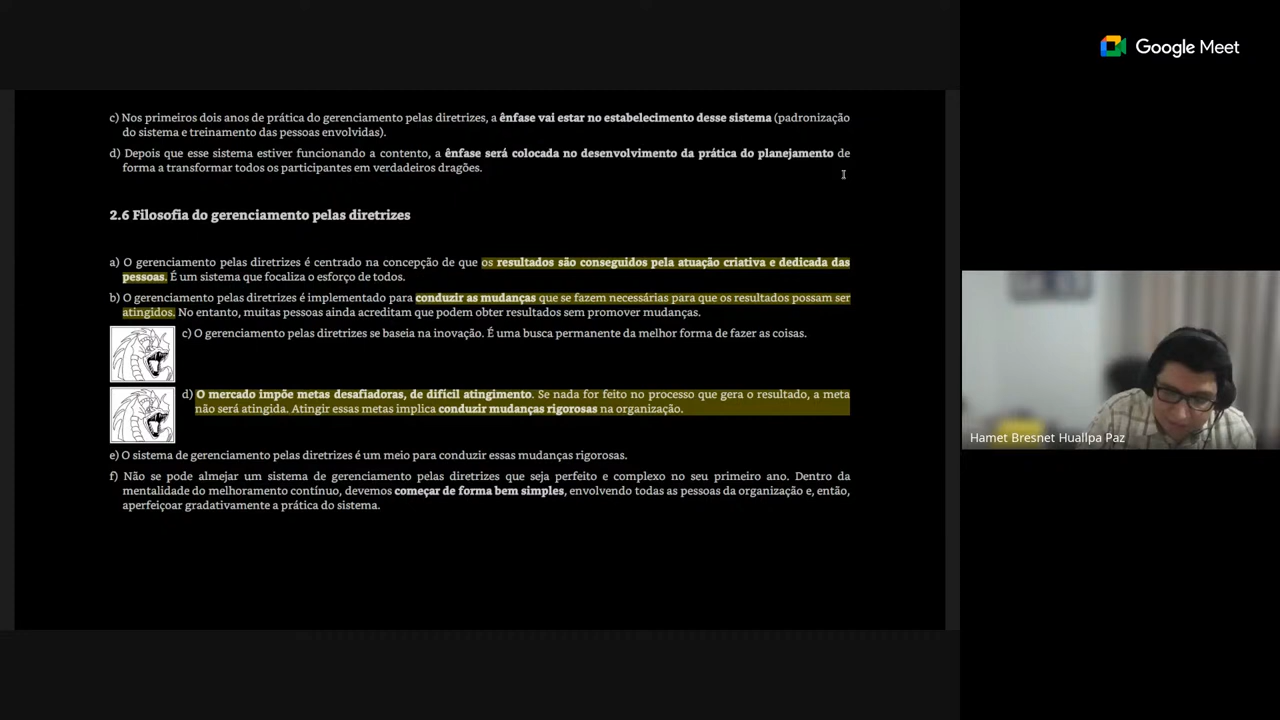 Google Meet
c) Nos primeiros dois anos de prática do gerenciamento pelas diretrizes, a ênfase vai estar no estabelecimento desse sistema (padronização
do sistema e treinamento das pessoas envolvidas).
d) Depois que esse sistema estiver funcionando a contento, a ênfase será colocada no desenvolvimento da prática do planejamento de
forma a transformar todos os participantes em verdadeiros dragões.
2.6 Filosofia do gerenciamento pelas diretrizes
a) O gerenciamento pelas diretrizes é centrado na concepção de que os resultados são conseguidos pela atuação criativa e dedicada das
pessoas. É um sistema que focaliza o esforço de todos.
b) O gerenciamento pelas diretrizes é implementado para conduzir as mudanças que se fazem necessárias para que os resultados possam ser
atingidos. No entanto, muitas pessoas ainda acreditam que podem obter resultados sem promover mudanças.
c) O gerenciamento pelas diretrizes se baseia na inovação. É uma busca permanente da melhor forma de fazer as coisas.
d) O mercado impõe metas desafiadoras, de difícil atingimento. Se nada for feito no processo que gera o resultado, a meta
não será atingida. Atingir essas metas implica conduzir mudanças rigorosas na organização.
e) O sistema de gerenciamento pelas diretrizes é um meio para conduzir essas mudanças rigorosas.
f) Não se pode almejar um sistema de gerenciamento pelas diretrizes que seja perfeito e complexo no seu primeiro ano. Dentro da
mentalidade do melhoramento contínuo, devemos começar de forma bem simples, envolvendo todas as pessoas da organização e, então,
aperfeiçoar gradativamente a prática do sistema.
Hamet Bresnet Huallpa Paz